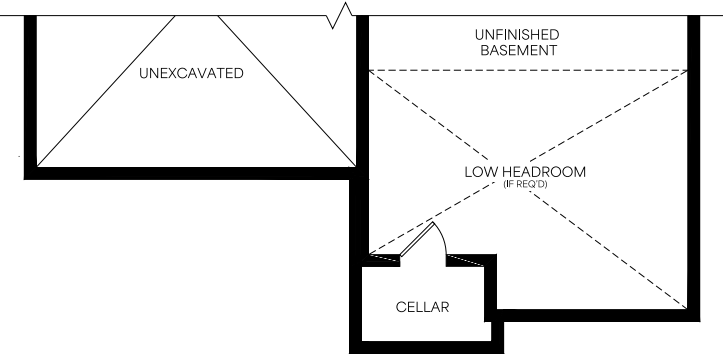 UNFINISHED
BASEMENT
UNEXCAVATED
LOW HEADROOM
(IF REQ'D)
CELLAR